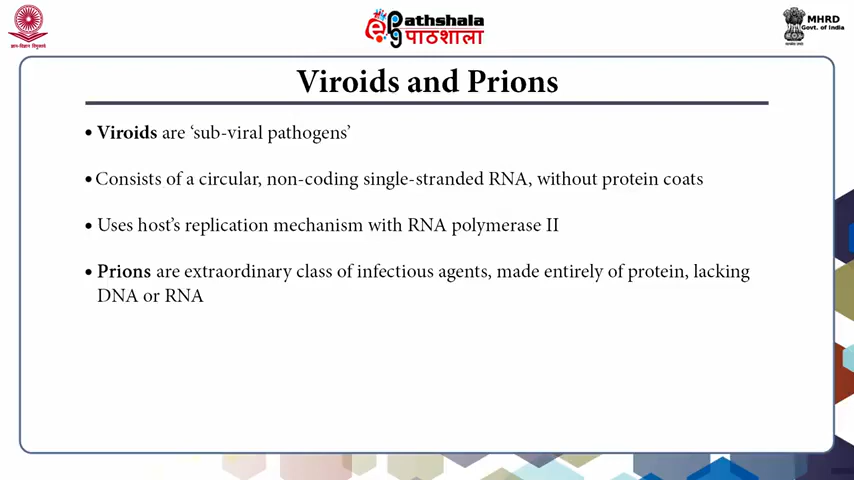 ePathshala
पाठशाला
MHRD
Govt. of India
Viroids and Prions
• Viroids are ‘sub-viral pathogens’
• Consists of a circular, non-coding single-stranded RNA, without protein coats
• Uses host’s replication mechanism with RNA polymerase II
• Prions are extraordinary class of infectious agents, made entirely of protein, lacking
DNA or RNA